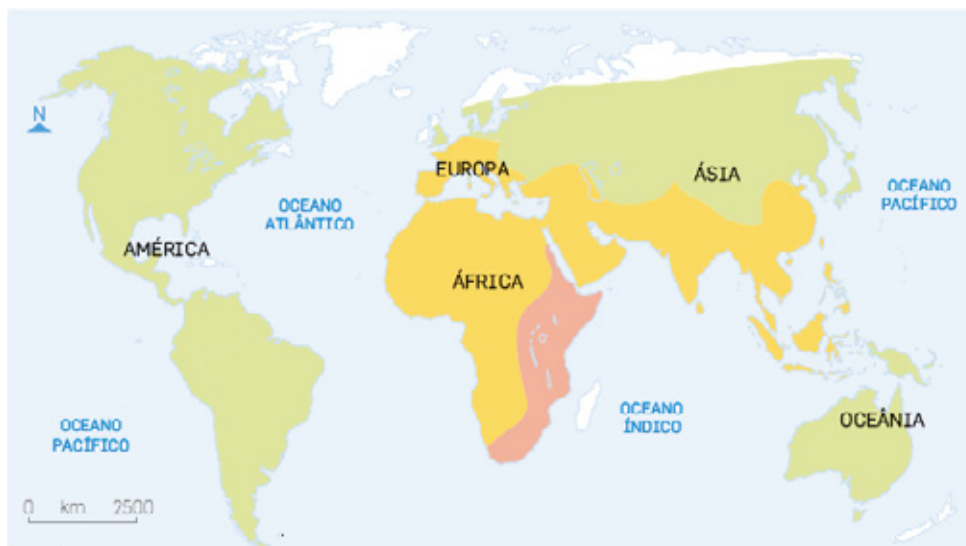 N
EUROPA
ÁSIA
OCEANO
PACÍFICO
OCEANO
ATLÂNTICO
AMÉRICA
ÁFRICA
OCEANO
ÍNDICO
OCEÂNIA
OCEANO
PACÍFICO
0 km 2500